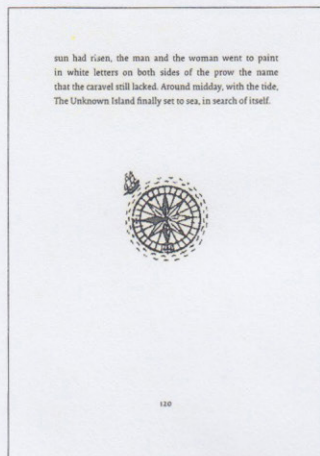 sun had risen, the man and the woman went to paint
in white letters on both sides of the prow the name
that the caravel still lacked. Around midday, with the tide,
The Unknown Island finally set to sea, in search of itself.
120